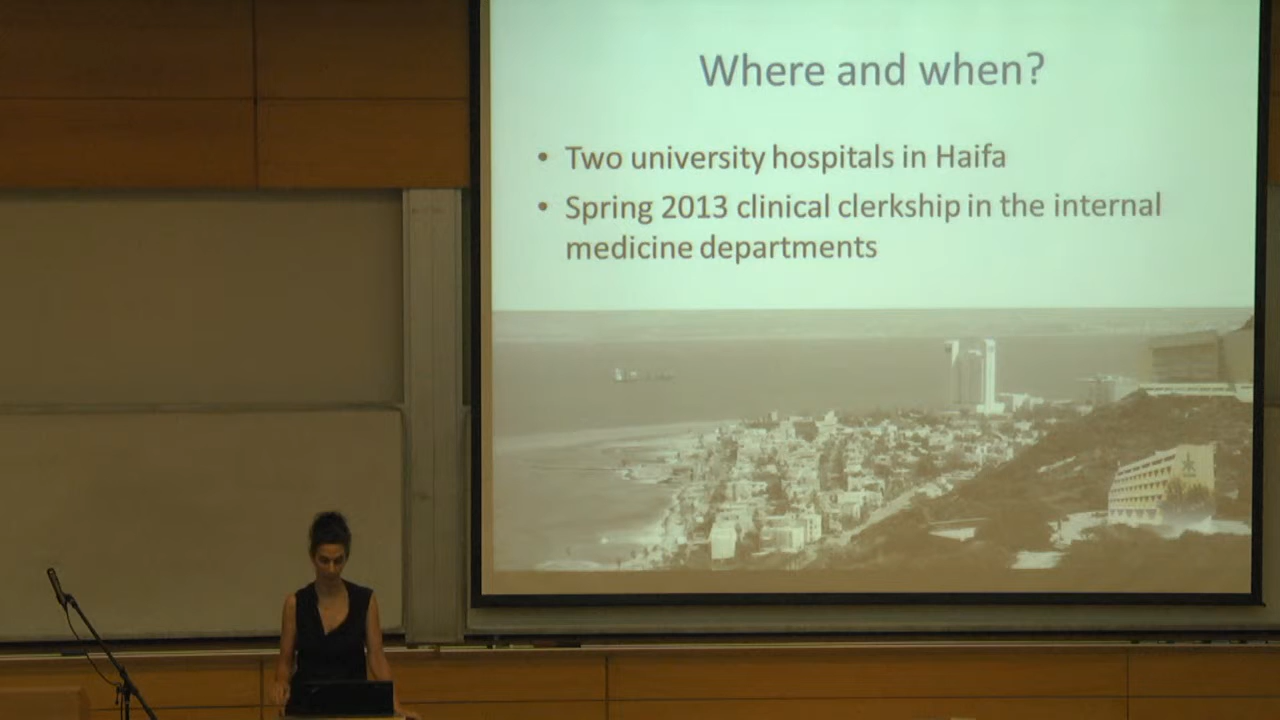 Where and when?
• Two university hospitals in Haifa
• Spring 2013 clinical clerkship in the internal
medicine departments